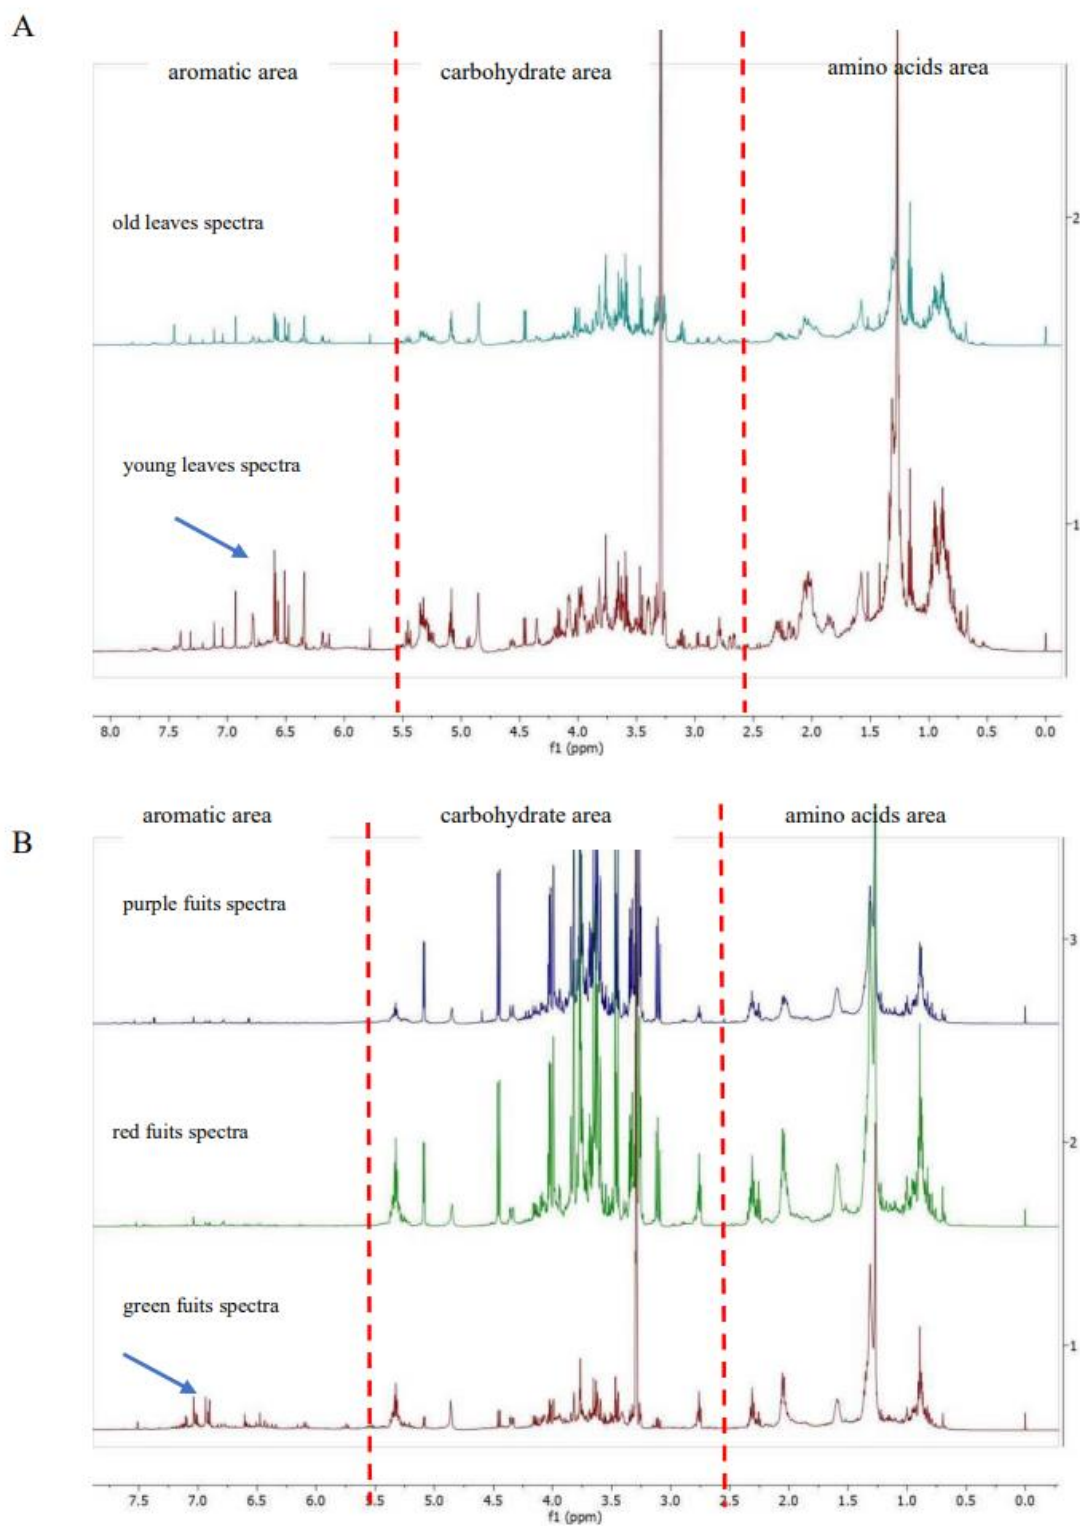 A
aromatic area carbohydrate area amino acids area
old leaves spectra
2
young leaves spectra
1
8.0 7.5 7.0 6.5 6.0 5.5 5.0 4.5 4.0 3.5 3.0 2.5 2.0 1.5 1.0 0.5 0.0
f1 (ppm)
aromatic area carbohydrate area amino acids area
B
purple fuits spectra
3
red fuits spectra
2
green fuits spectra
1
7.5 7.0 6.5 6.0 5.5 5.0 4.5 4.0 3.5 3.0 2.5 2.0 1.5 1.0 0.5 0.0
f1 (ppm)